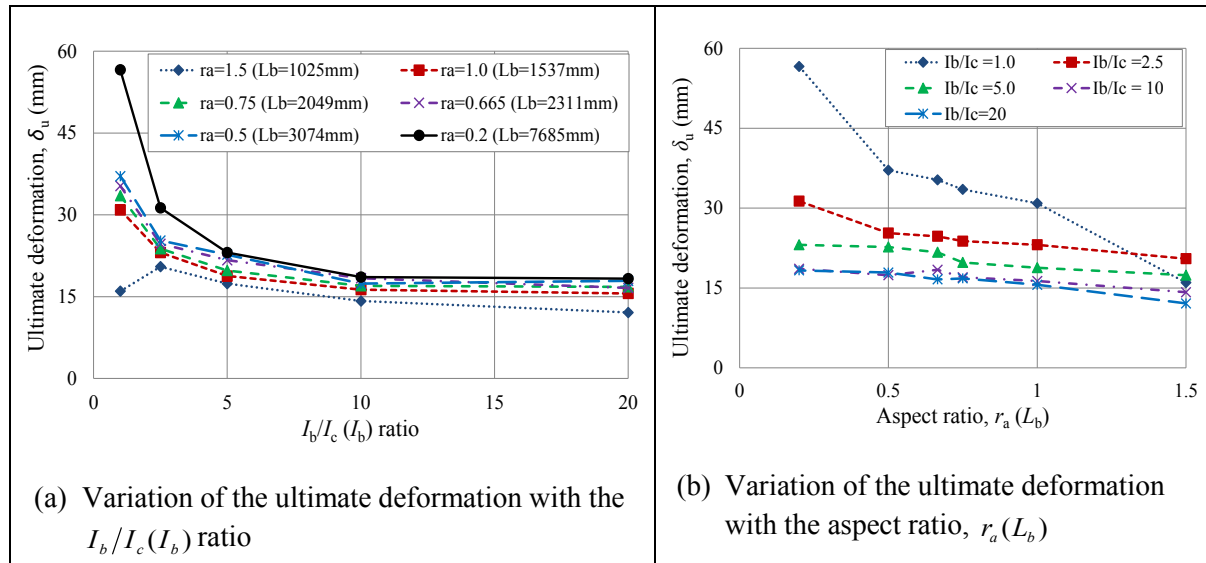 60
45
30
15
0
Ultimate deformation, δu (mm)
ra=1.5 (Lb=1025mm)
ra=1.0 (Lb=1537mm)
ra=0.75 (Lb=2049mm)
ra=0.665 (Lb=2311mm)
ra=0.5 (Lb=3074mm)
ra=0.2 (Lb=7685mm)
0 5 10 15 20
Ib/Ic (Ib) ratio
(a) Variation of the ultimate deformation with the
Ib/Ic(Ib) ratio
60
45
30
15
0
Ultimate deformation, δu (mm)
Ib/Ic =1.0
Ib/Ic =2.5
Ib/Ic =5.0
Ib/Ic = 10
Ib/Ic=20
0 0.5 1 1.5
Aspect ratio, ra (Lb)
(b) Variation of the ultimate deformation
with the aspect ratio, ra(Lb)